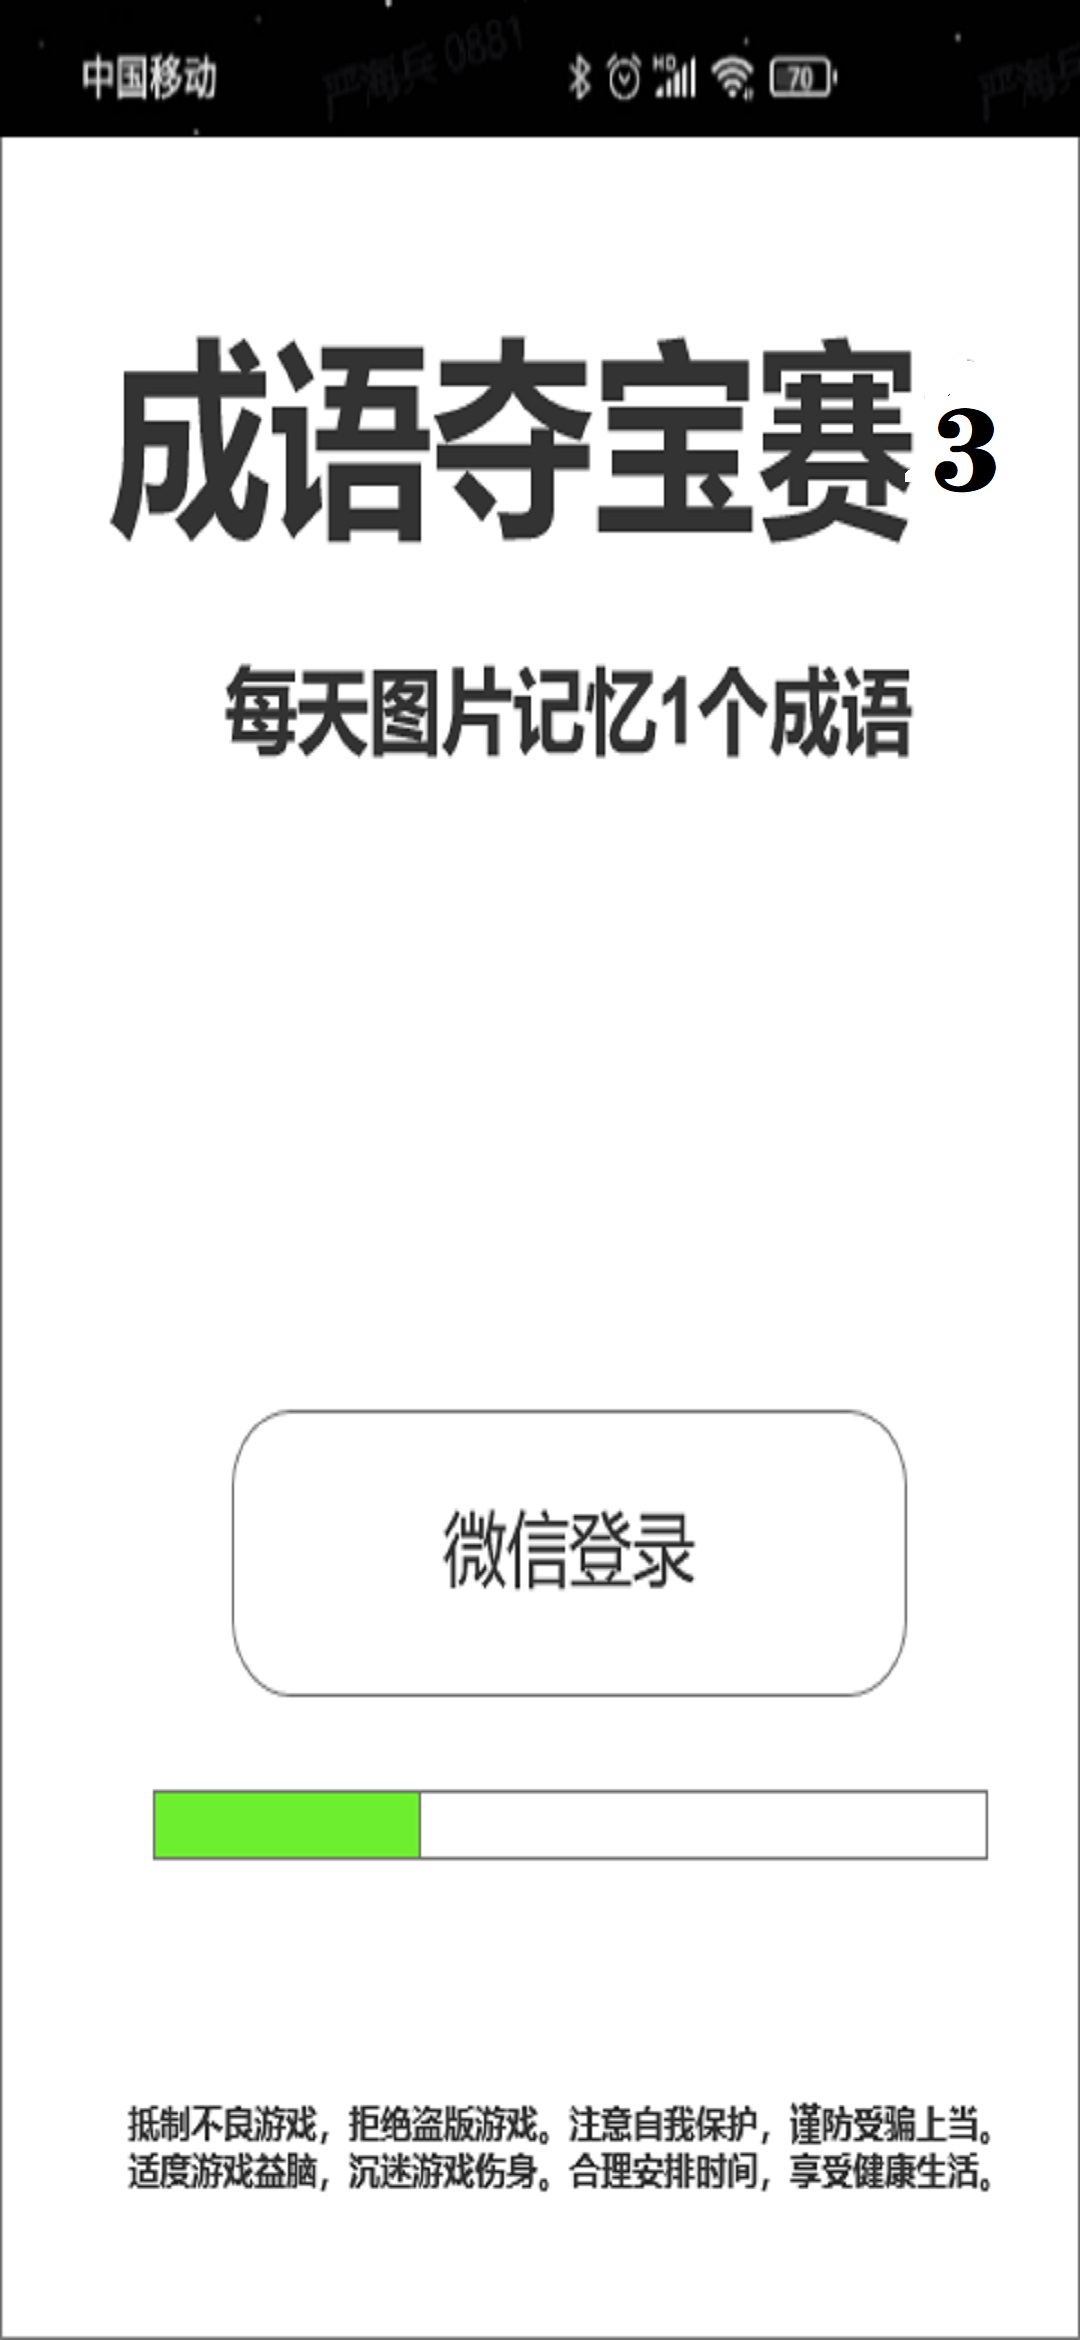 中国移动 严海兵 0881 HD 70
成语夺宝赛3
每天图片记忆1个成语
微信登录
抵制不良游戏，拒绝盗版游戏。注意自我保护，谨防受骗上当。
适度游戏益脑，沉迷游戏伤身。合理安排时间，享受健康生活。